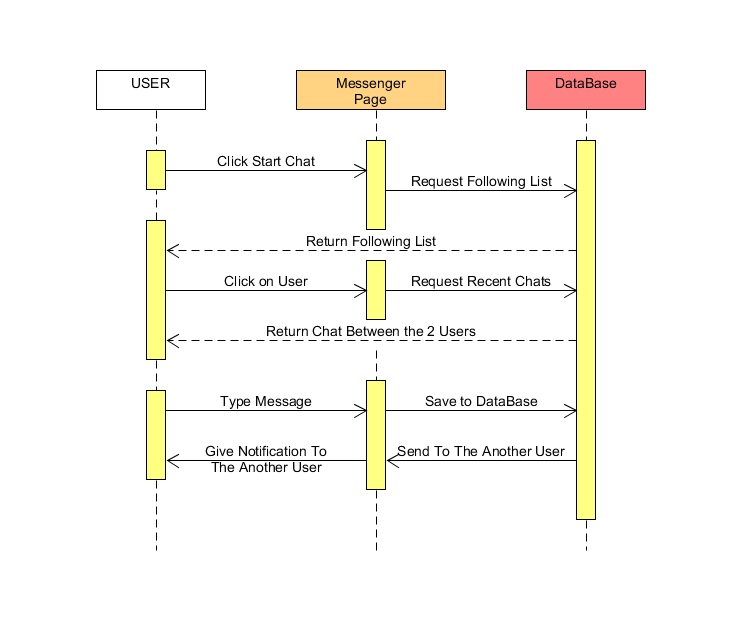 USER
Messenger
Page
DataBase
Click Start Chat
Request Following List
Return Following List
Click on User
Request Recent Chats
Return Chat Between the 2 Users
Type Message
Save to DataBase
Give Notification To
The Another User
Send To The Another User